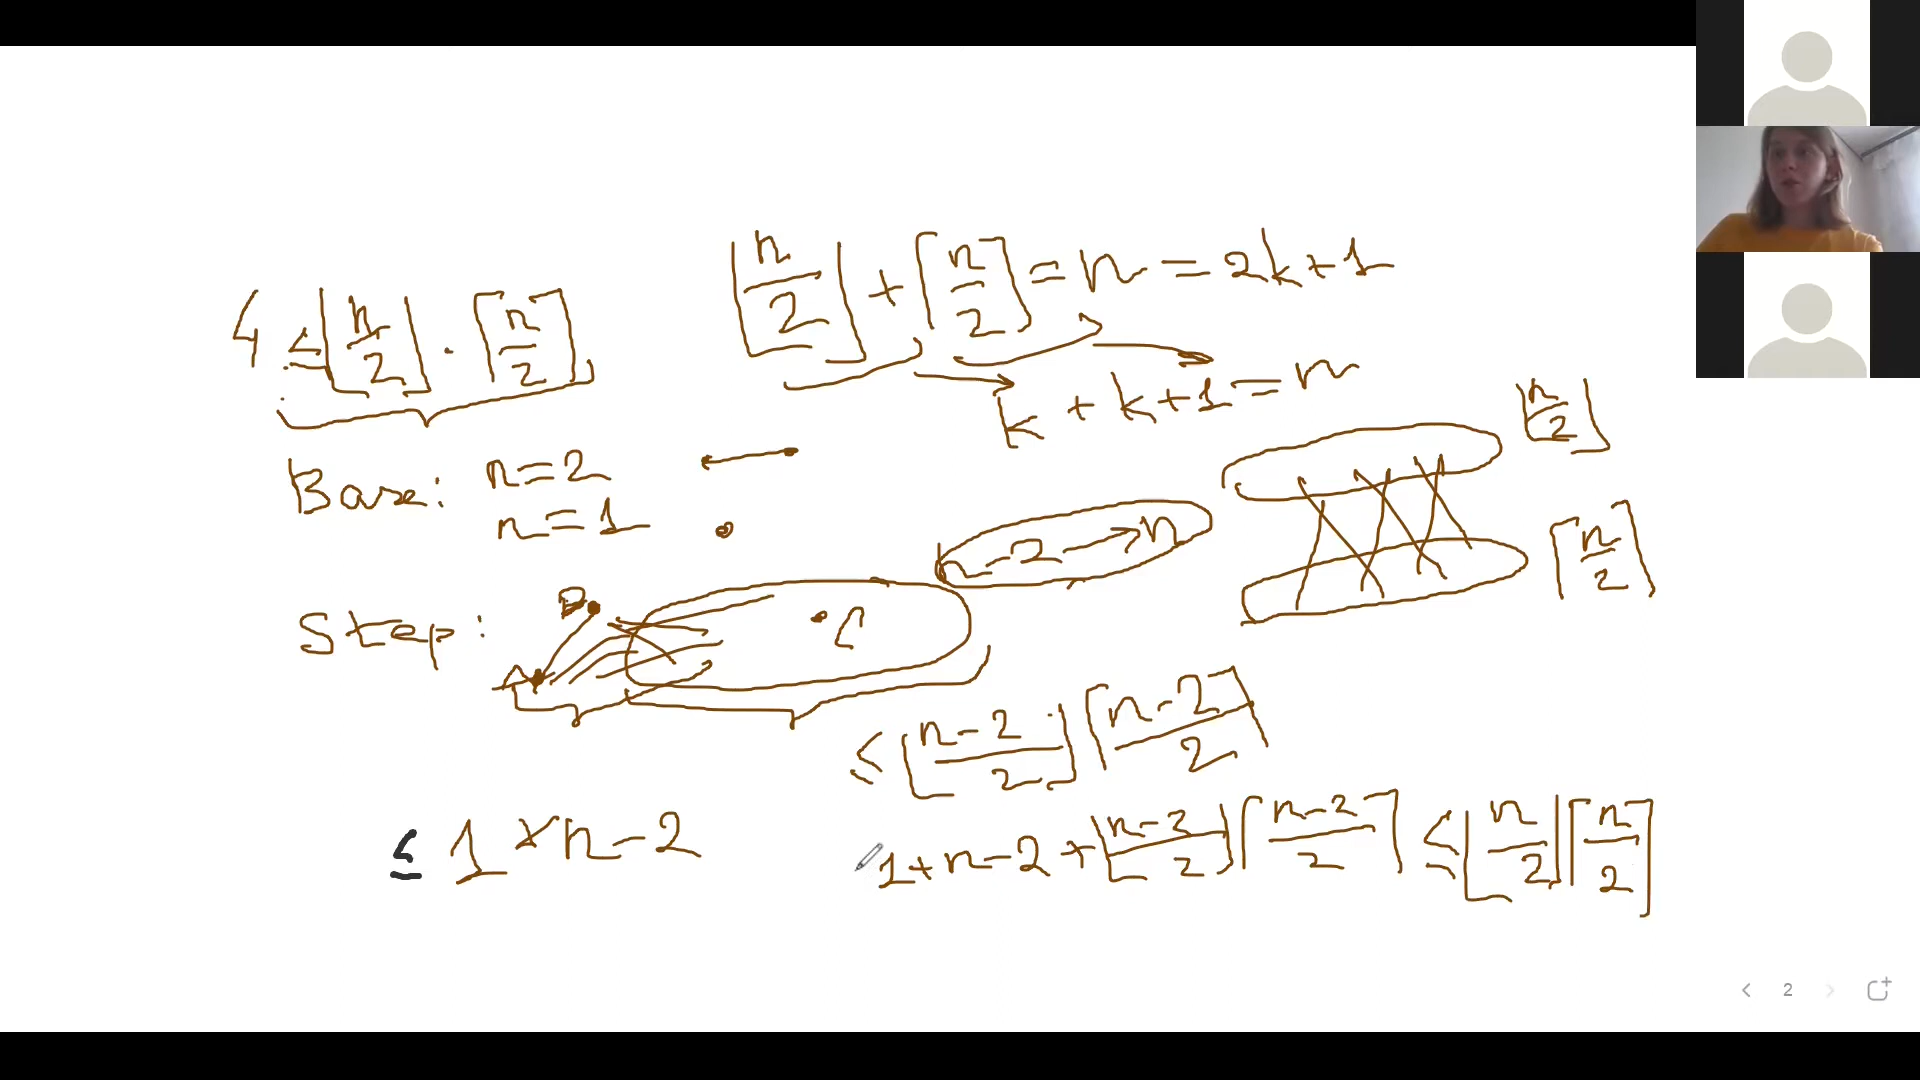 ⌊n/2⌋ + ⌈n/2⌉ = n = 2k+1
4 ≤ ⌊n/2⌋ · ⌈n/2⌉
k + k+1 = n
⌊n/2⌋
Base: n=2
n=1
n-2 → n
⌈n/2⌉
Step: B
C
A
≤ ⌊n-2/2⌋ ⌈n-2/2⌉
≤ 1 + n-2
1+n-2 + ⌊n-2/2⌋ ⌈n-2/2⌉ ≤ ⌊n/2⌋ ⌈n/2⌉
2